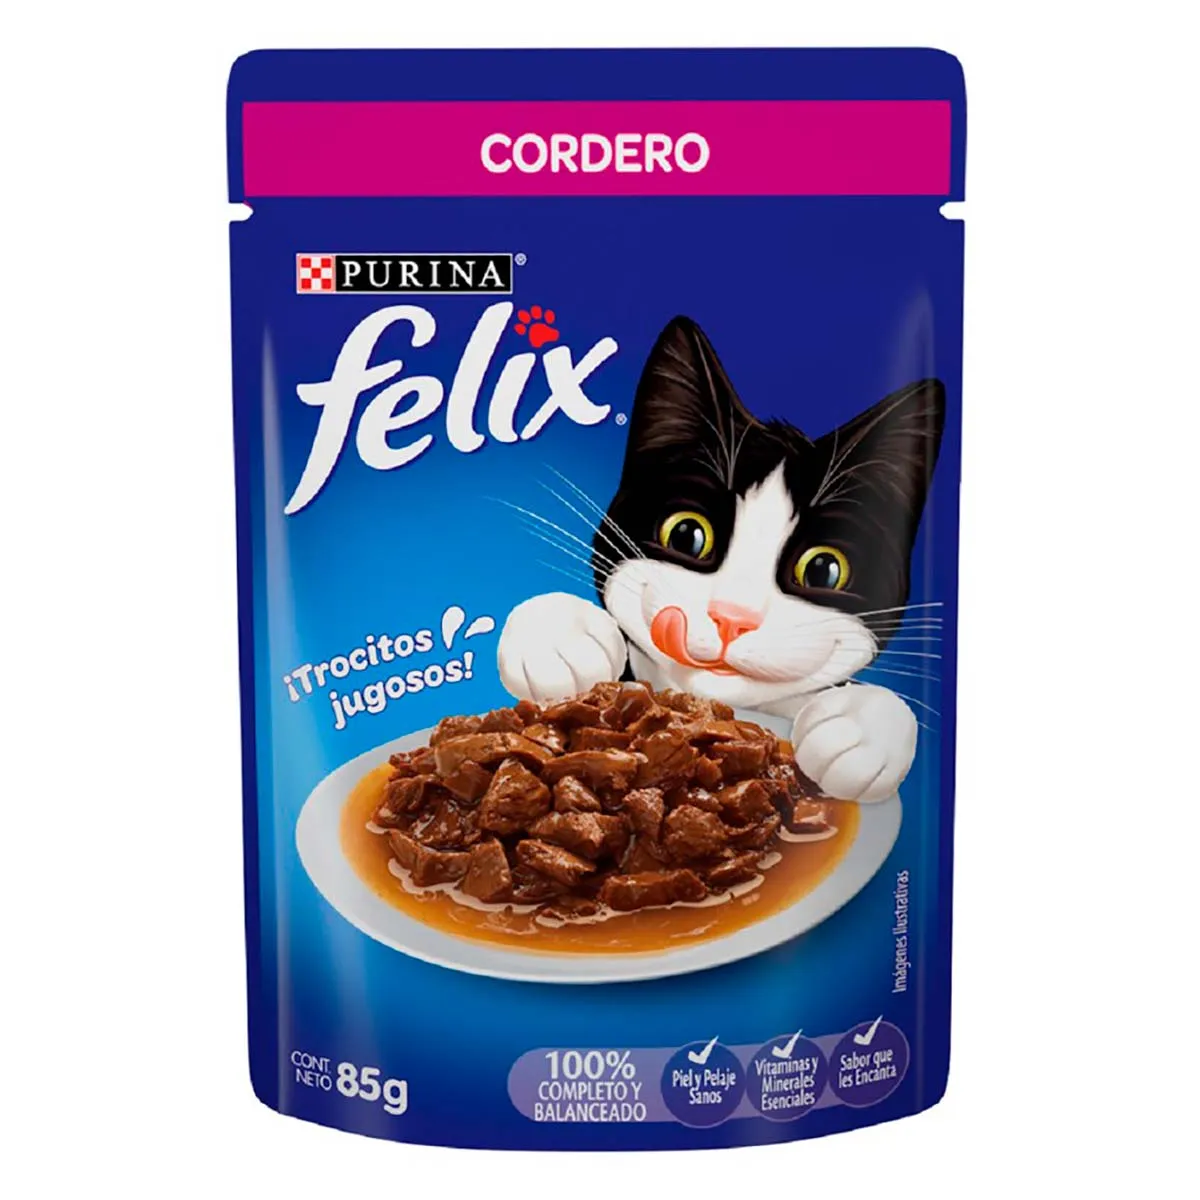 CORDERO
PURINA®
felix®
¡Trocitos
jugosos!
Imágenes Ilustrativas
CONT.
NETO 85g
100%
COMPLETO Y
BALANCEADO
Piel y Pelaje
Sanos
Vitaminas y
Minerales
Esenciales
Sabor que
les Encanta